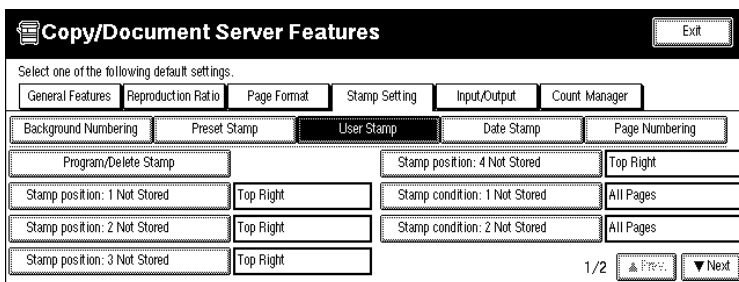 Copy/Document Server Features Exit
Select one of the following default settings.
General Features Reproduction Ratio Page Format Stamp Setting Input/Output Count Manager
Background Numbering Preset Stamp User Stamp Date Stamp Page Numbering
Program/Delete Stamp Stamp position: 4 Not Stored Top Right
Stamp position: 1 Not Stored Top Right Stamp condition: 1 Not Stored All Pages
Stamp position: 2 Not Stored Top Right Stamp condition: 2 Not Stored All Pages
Stamp position: 3 Not Stored Top Right 1/2 ▲ Prev. ▼ Next